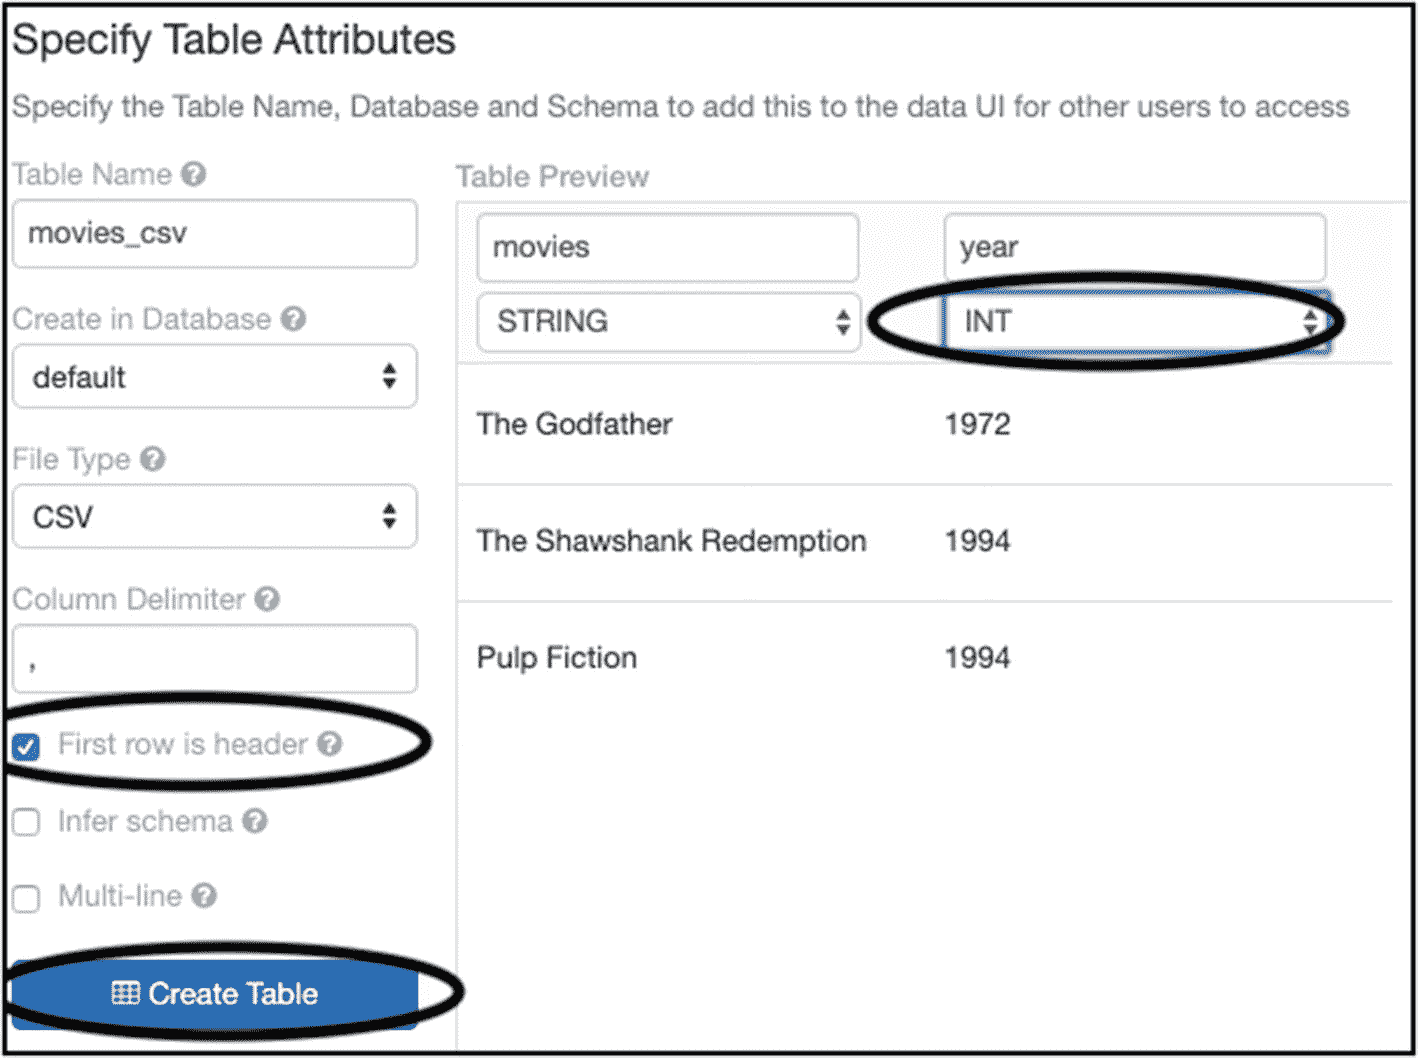 Specify Table Attributes
Specify the Table Name, Database and Schema to add this to the data UI for other users to access
Table Name ?
movies_csv
Create in Database ?
default
File Type ?
CSV
Column Delimiter ?
,
First row is header ?
Infer schema ?
Multi-line ?
Create Table
Table Preview
movies year
STRING INT
The Godfather 1972
The Shawshank Redemption 1994
Pulp Fiction 1994